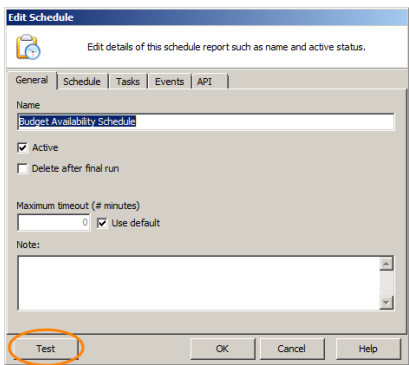 Edit Schedule
Edit details of this schedule report such as name and active status.
General Schedule Tasks Events API
Name
Budget Availability Schedule
Active
Delete after final run
Maximum timeout (# minutes)
0 Use default
Note:
Test OK Cancel Help